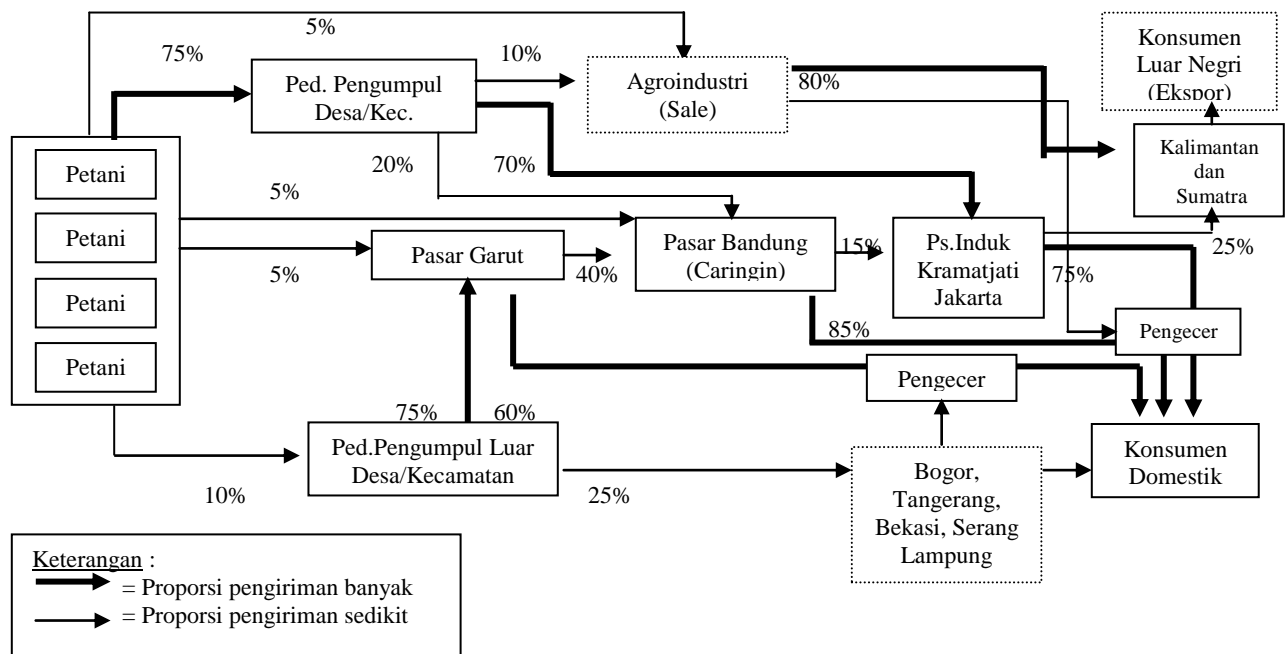 5%
75%
10%
Ped. Pengumpul
Desa/Kec.
Agroindustri
(Sale)
80%
Konsumen
Luar Negri
(Ekspor)
Kalimantan
dan
Sumatra
Petani
Petani
Petani
Petani
20%
70%
5%
5%
Pasar Garut
40%
Pasar Bandung
(Caringin)
15%
Ps.Induk
Kramatjati
Jakarta
75%
25%
85%
Pengecer
Pengecer
75%
60%
Ped.Pengumpul Luar
Desa/Kecamatan
10%
25%
Bogor,
Tangerang,
Bekasi, Serang
Lampung
Konsumen
Domestik
Keterangan :
= Proporsi pengiriman banyak
= Proporsi pengiriman sedikit